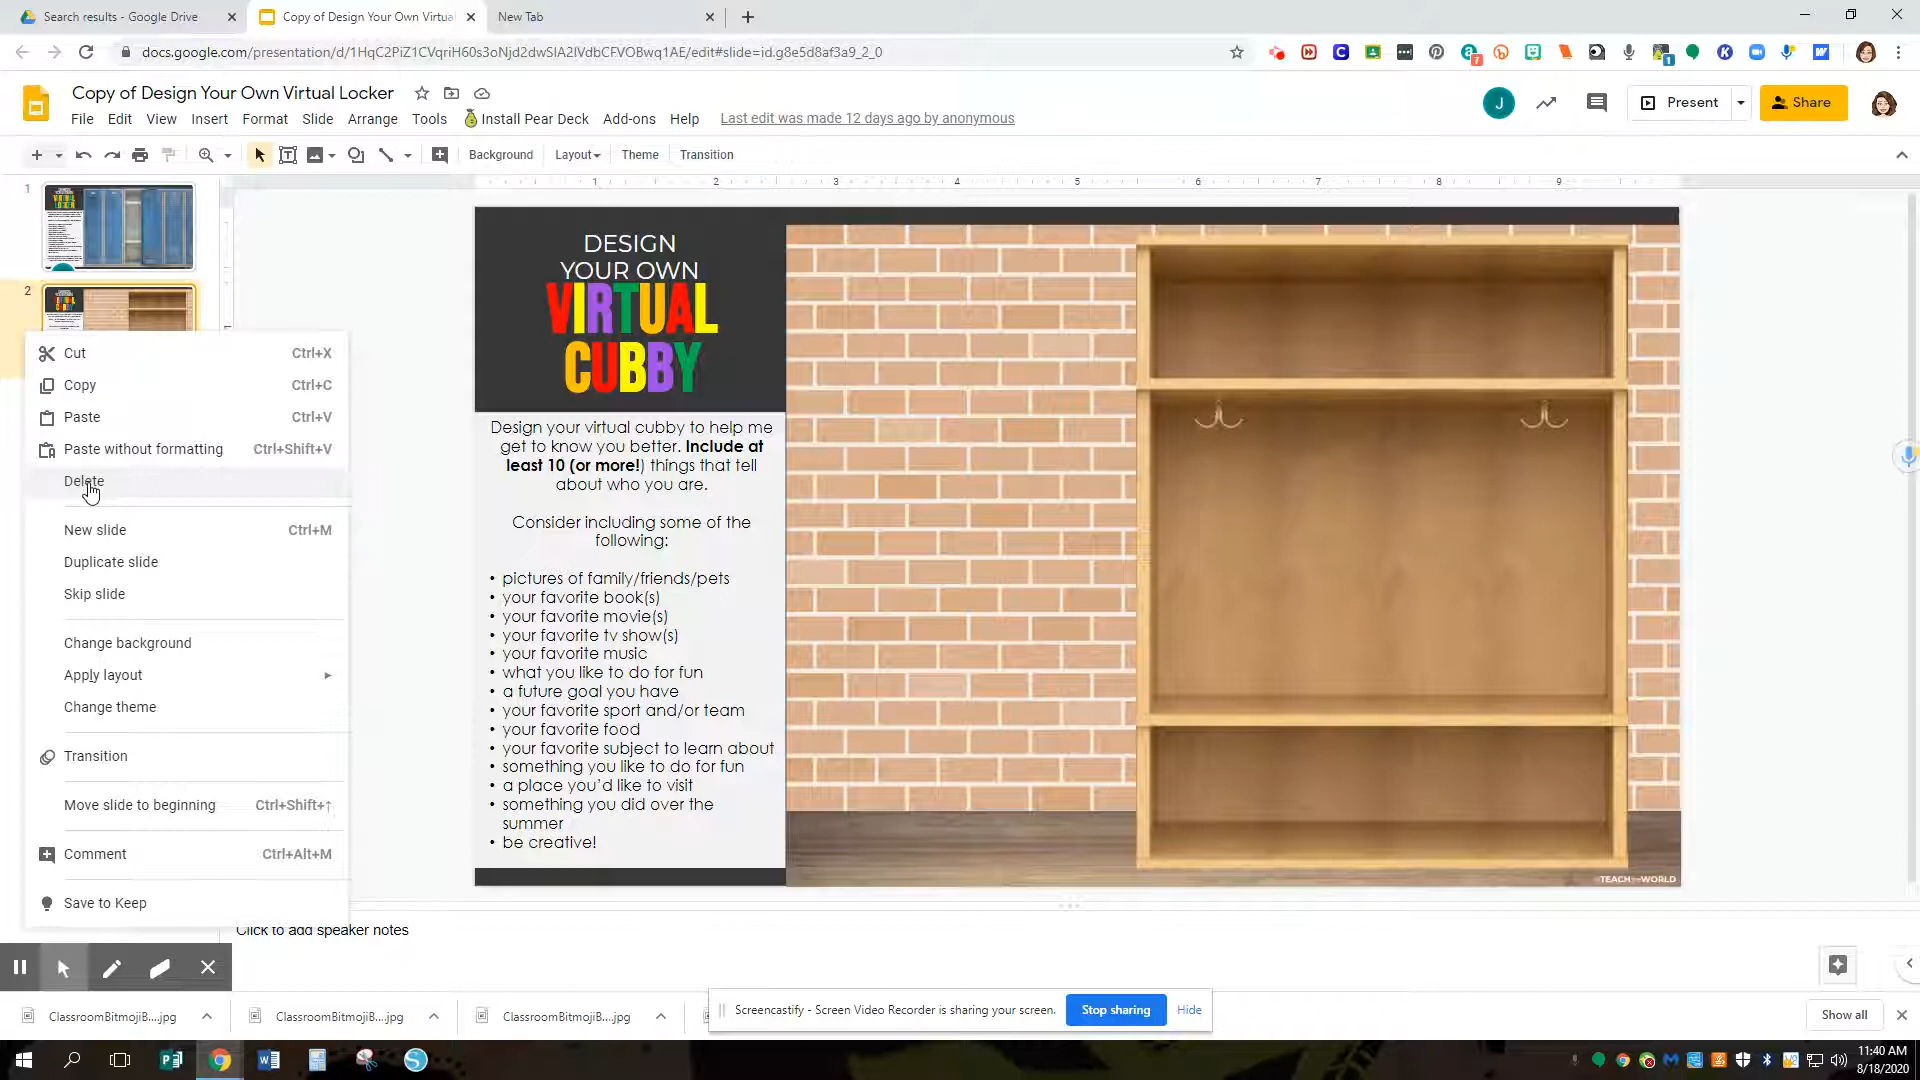 Search results - Google Drive
Copy of Design Your Own Virtua
New Tab
docs.google.com/presentation/d/1HqC2PiZ1CVqriH60s3oNjd2dwSIA2IVdbCFVOBwq1AE/edit#slide=id.g8e5d8af3a9_2_0
Copy of Design Your Own Virtual Locker
File Edit View Insert Format Slide Arrange Tools Install Pear Deck Add-ons Help Last edit was made 12 days ago by anonymous
J
Present
Share
Background Layout Theme Transition
1 2 3 4 5 6 7 8 9
1
2
Cut Ctrl+X
Copy Ctrl+C
Paste Ctrl+V
Paste without formatting Ctrl+Shift+V
Delete
New slide Ctrl+M
Duplicate slide
Skip slide
Change background
Apply layout
Change theme
Transition
Move slide to beginning Ctrl+Shift+↑
Comment Ctrl+Alt+M
Save to Keep
DESIGN
YOUR OWN
VIRTUAL
CUBBY
Design your virtual cubby to help me
get to know you better. Include at
least 10 (or more!) things that tell
about who you are.
Consider including some of the
following:
• pictures of family/friends/pets
• your favorite book(s)
• your favorite movie(s)
• your favorite tv show(s)
• your favorite music
• what you like to do for fun
• a future goal you have
• your favorite sport and/or team
• your favorite food
• your favorite subject to learn about
• something you like to do for fun
• a place you'd like to visit
• something you did over the
summer
• be creative!
Click to add speaker notes
ClassroomBitmojiB....jpg
ClassroomBitmojiB....jpg
ClassroomBitmojiB....jpg
Screencastify - Screen Video Recorder is sharing your screen.
Stop sharing
Hide
Show all
11:40 AM
8/18/2020